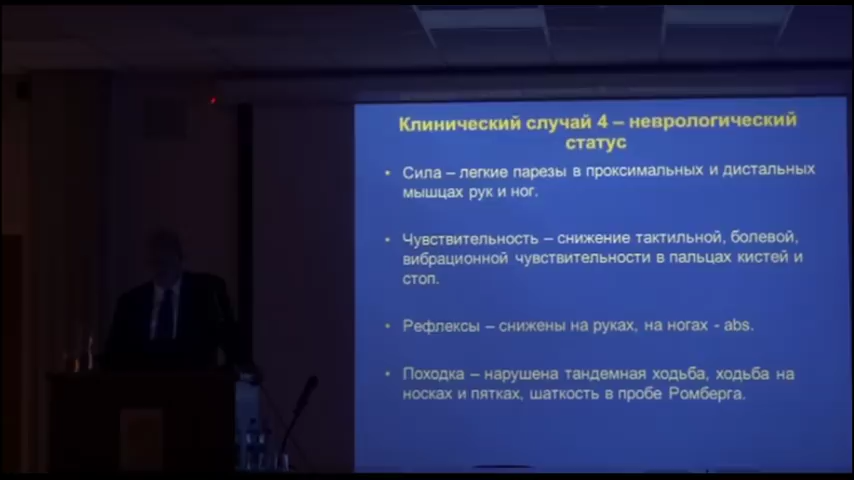 Клинический случай 4 – неврологический
статус
• Сила – легкие парезы в проксимальных и дистальных
мышцах рук и ног.
• Чувствительность – снижение тактильной, болевой,
вибрационной чувствительности в пальцах кистей и
стоп.
• Рефлексы – снижены на руках, на ногах - abs.
• Походка – нарушена тандемная ходьба, ходьба на
носках и пятках, шаткость в пробе Ромберга.